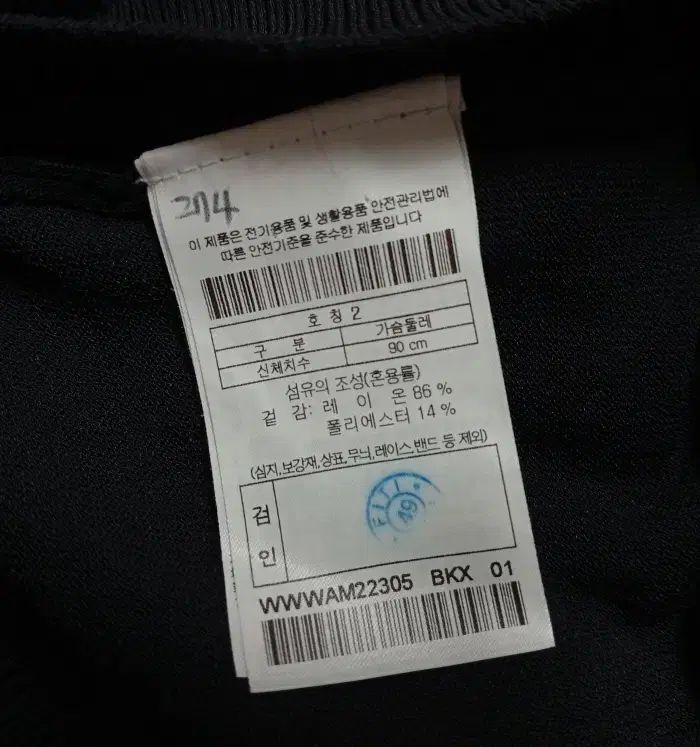 274
이 제품은 전기용품 및 생활용품 안전관리법에
따른 안전기준을 준수한 제품입니다
호 칭 2
구 분 가슴둘레
신체치수 90 cm
섬유의 조성(혼용률)
겉 감: 레 이 온 86 %
폴리에스터 14 %
(심지,보강재,상표,무늬,레이스,밴드 등 제외)
검
인
FITI
49
WWWAM22305 BKX 01